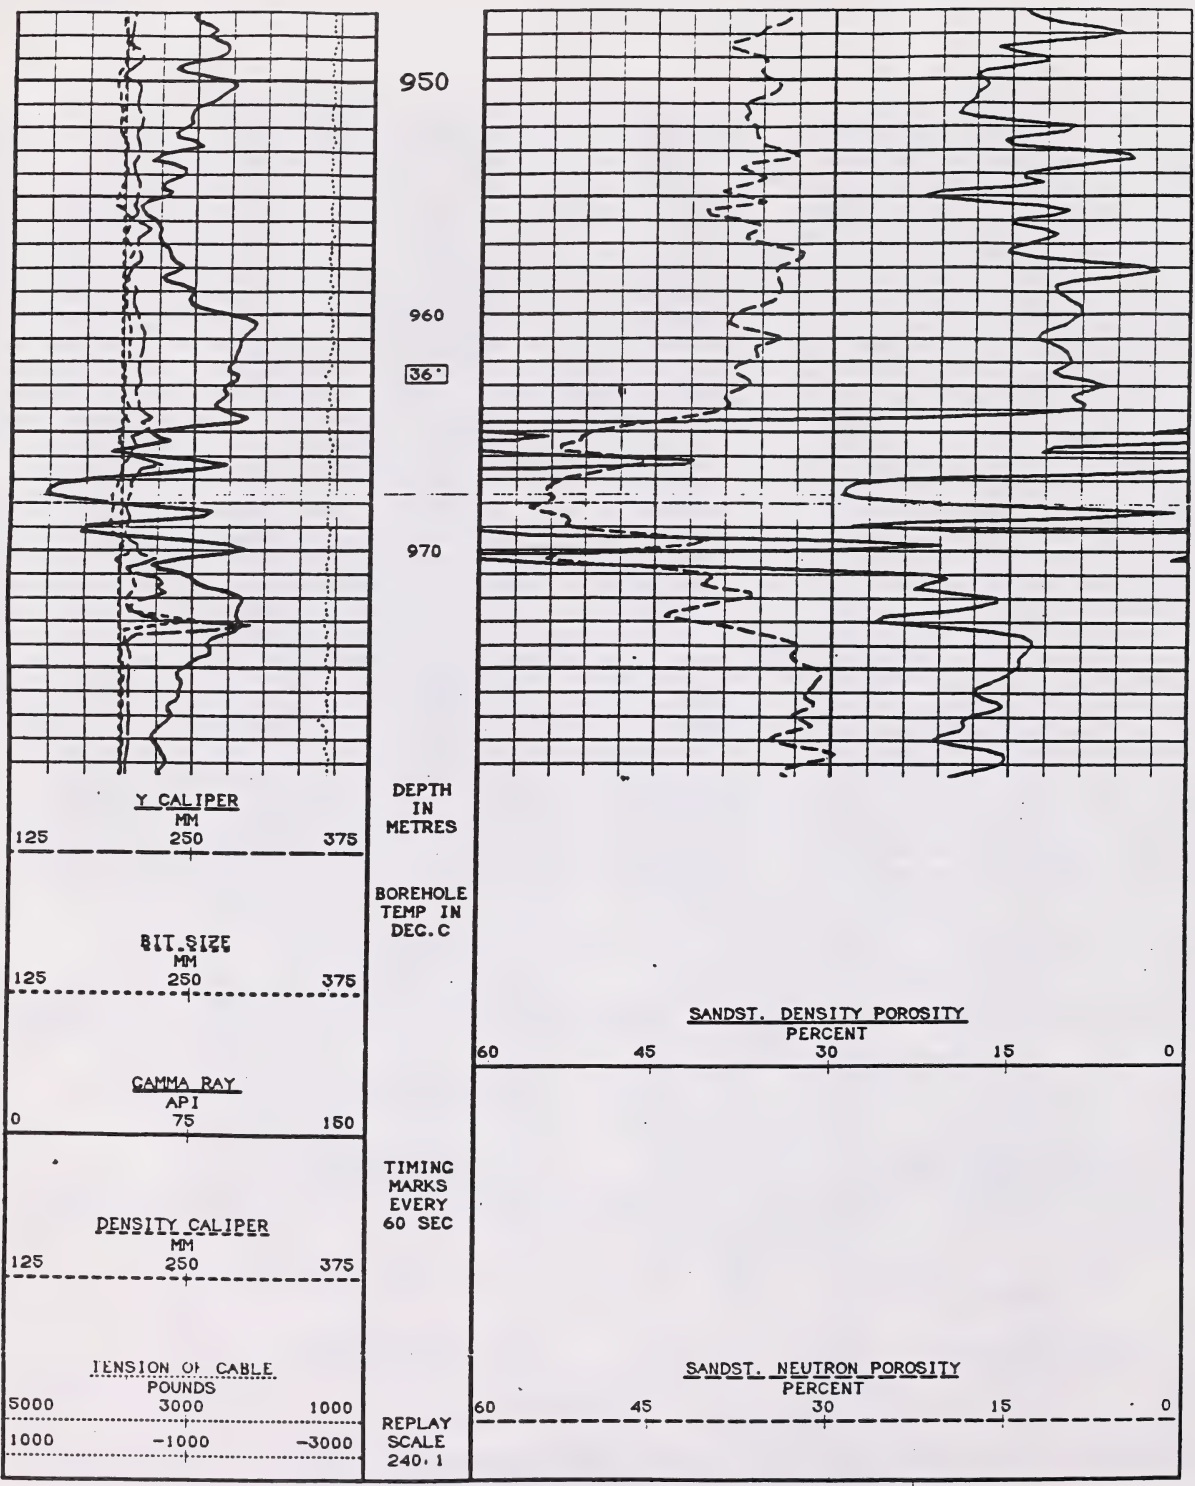 950
960
36°
970
Y CALIPER
MM
125 250 375
BIT SIZE
MM
125 250 375
GAMMA RAY
API
0 75 150
DENSITY CALIPER
MM
125 250 375
TENSION OF CABLE
POUNDS
5000 3000 1000
1000 -1000 -3000
DEPTH
IN
METRES
BOREHOLE
TEMP IN
DEC.C
TIMING
MARKS
EVERY
60 SEC
REPLAY
SCALE
240.1
SANDST. DENSITY POROSITY
PERCENT
60 45 30 15 0
SANDST. NEUTRON POROSITY
PERCENT
60 45 30 15 0